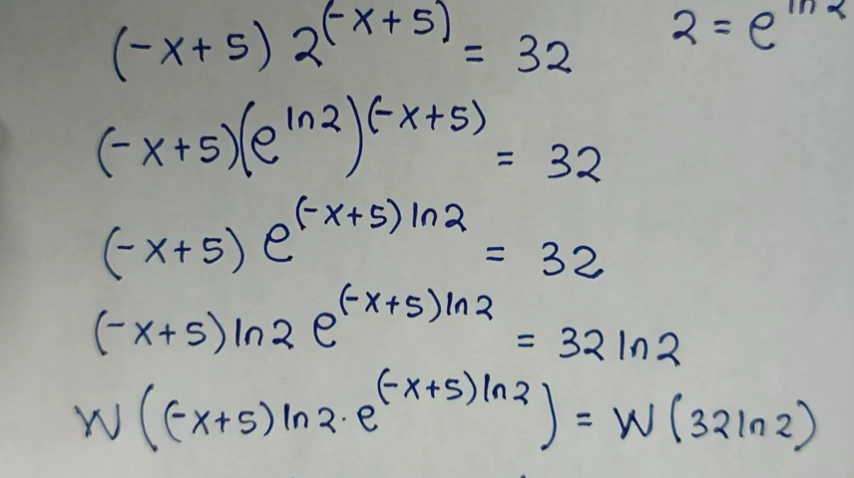 (-x+5) 2^(-x+5) = 32    2 = e^ln 2
(-x+5)(e^ln2)^(-x+5) = 32
(-x+5) e^(-x+5) ln2 = 32
(-x+5) ln2 e^(-x+5) ln2 = 32 ln2
W((-x+5) ln2 · e^(-x+5) ln2) = W(32 ln2)